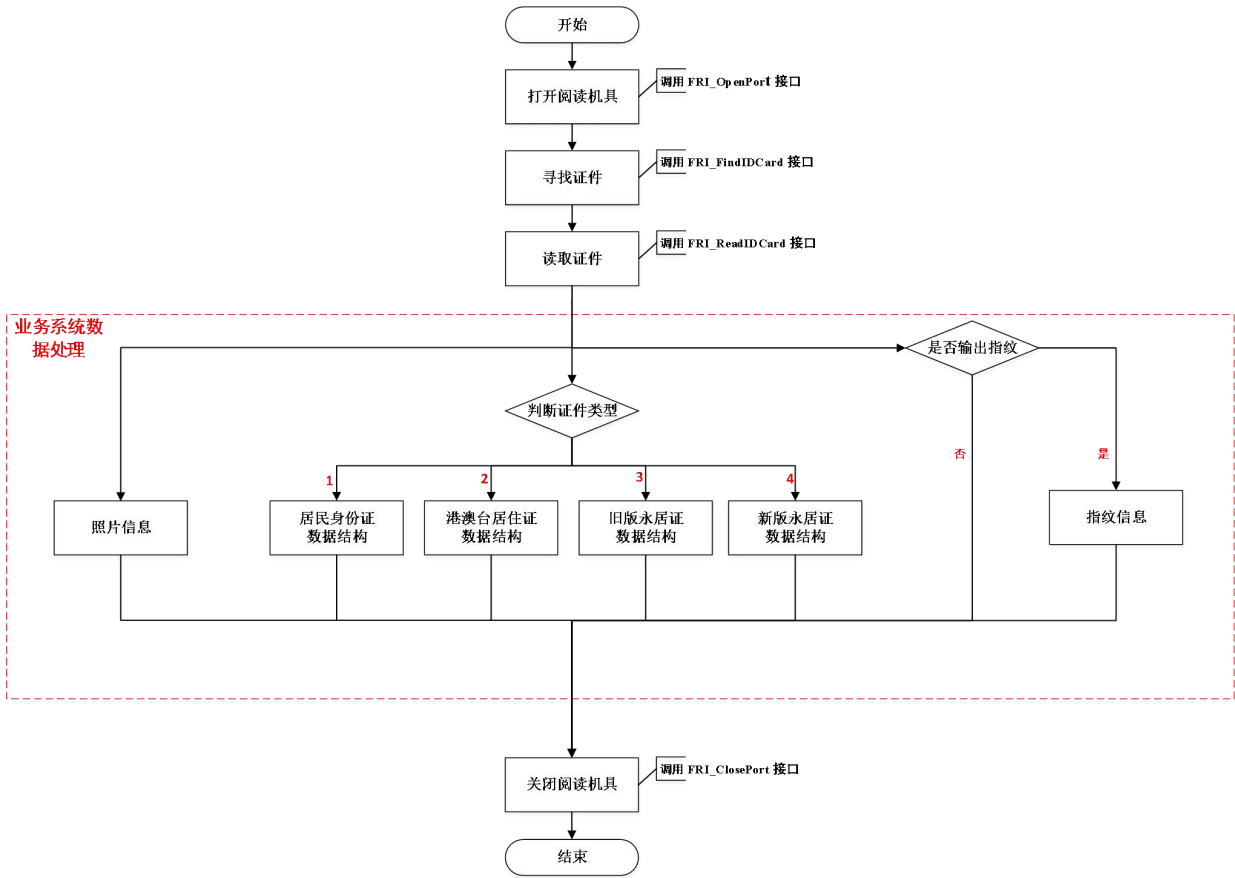 开始
打开阅读机具
调用 FRI_OpenPort 接口
寻找证件
调用 FRI_FindIDCard 接口
读取证件
调用 FRI_ReadIDCard 接口
业务系统数
据处理
是否输出指纹
判断证件类型
否
是
1
2
3
4
照片信息
居民身份证
数据结构
港澳台居住证
数据结构
旧版永居证
数据结构
新版永居证
数据结构
指纹信息
关闭阅读机具
调用 FRI_ClosePort 接口
结束